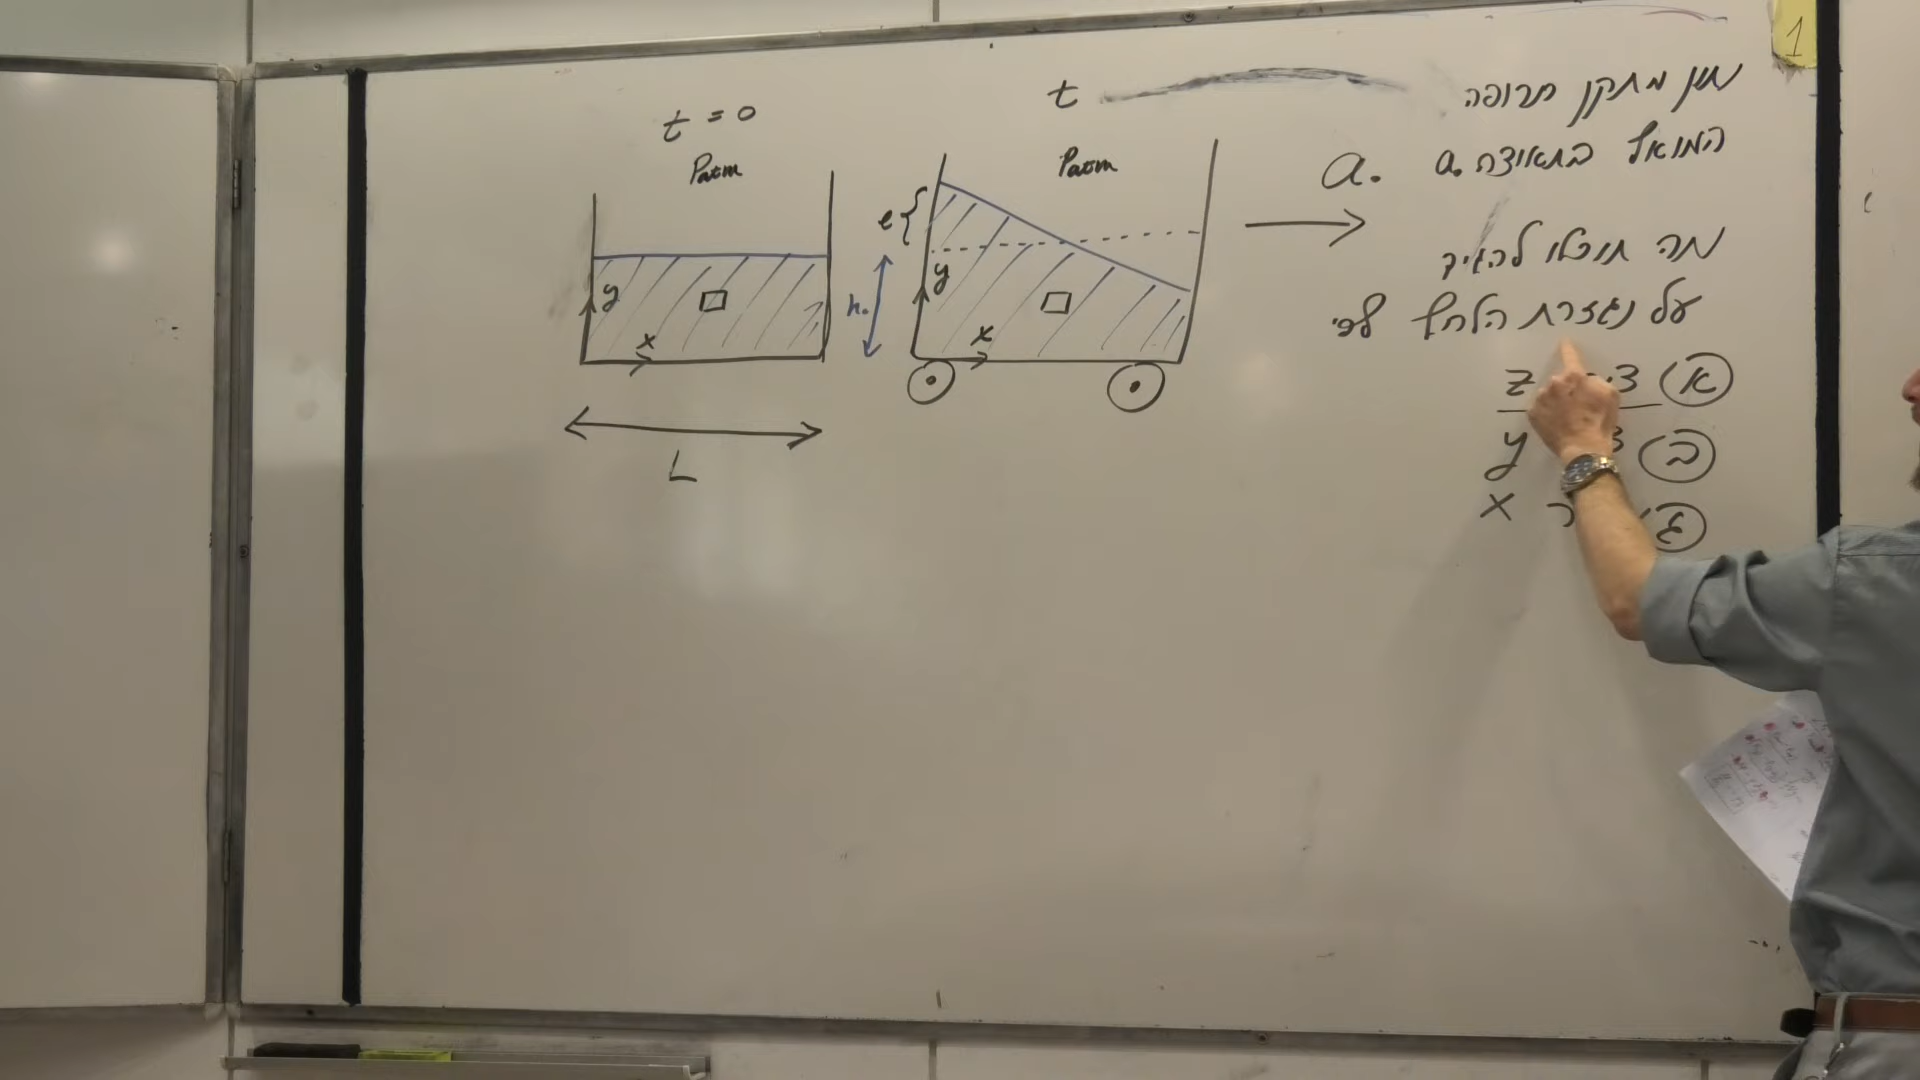 1
t = 0
Patm
y
x
L
t
Patm
e
h.
y
x
a.
נתון מתקן תרופה
המואץ בתאוצה a.
מה תוכלו להגיד
על נגזרת הלחץ לפי
א) z
ב) y
ג) x